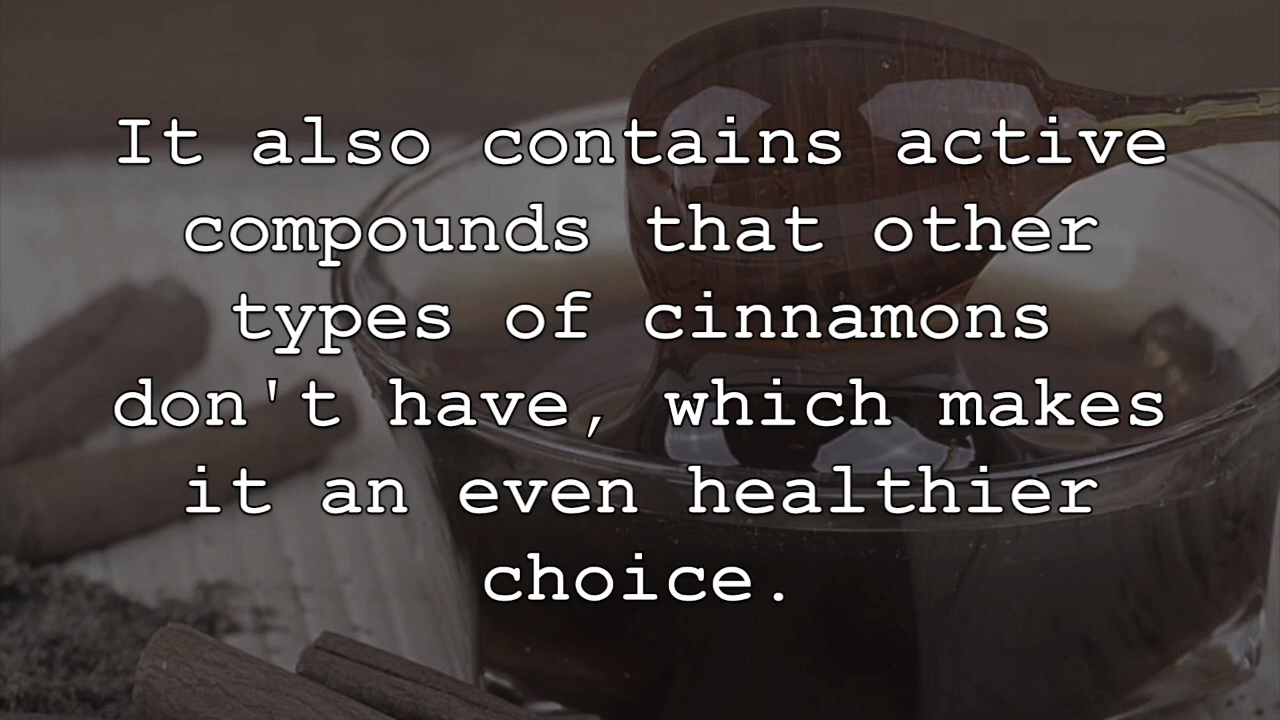 It also contains active
compounds that other
types of cinnamons
don't have, which makes
it an even healthier
choice.